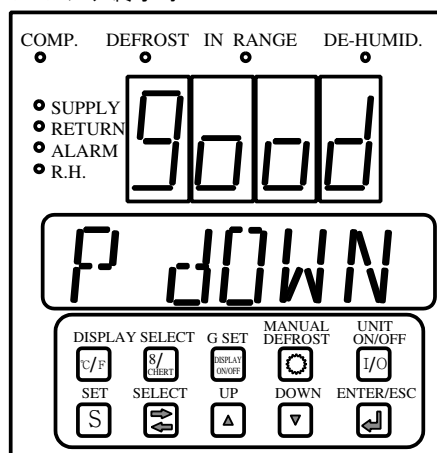 COMP. DEFROST IN RANGE DE-HUMID.
SUPPLY
RETURN
ALARM
R.H.
good
P dOWN
DISPLAY SELECT G SET MANUAL DEFROST UNIT ON/OFF
℃/F 8/CHERT DISPLAY ON/OFF I/O
SET SELECT UP DOWN ENTER/ESC
S